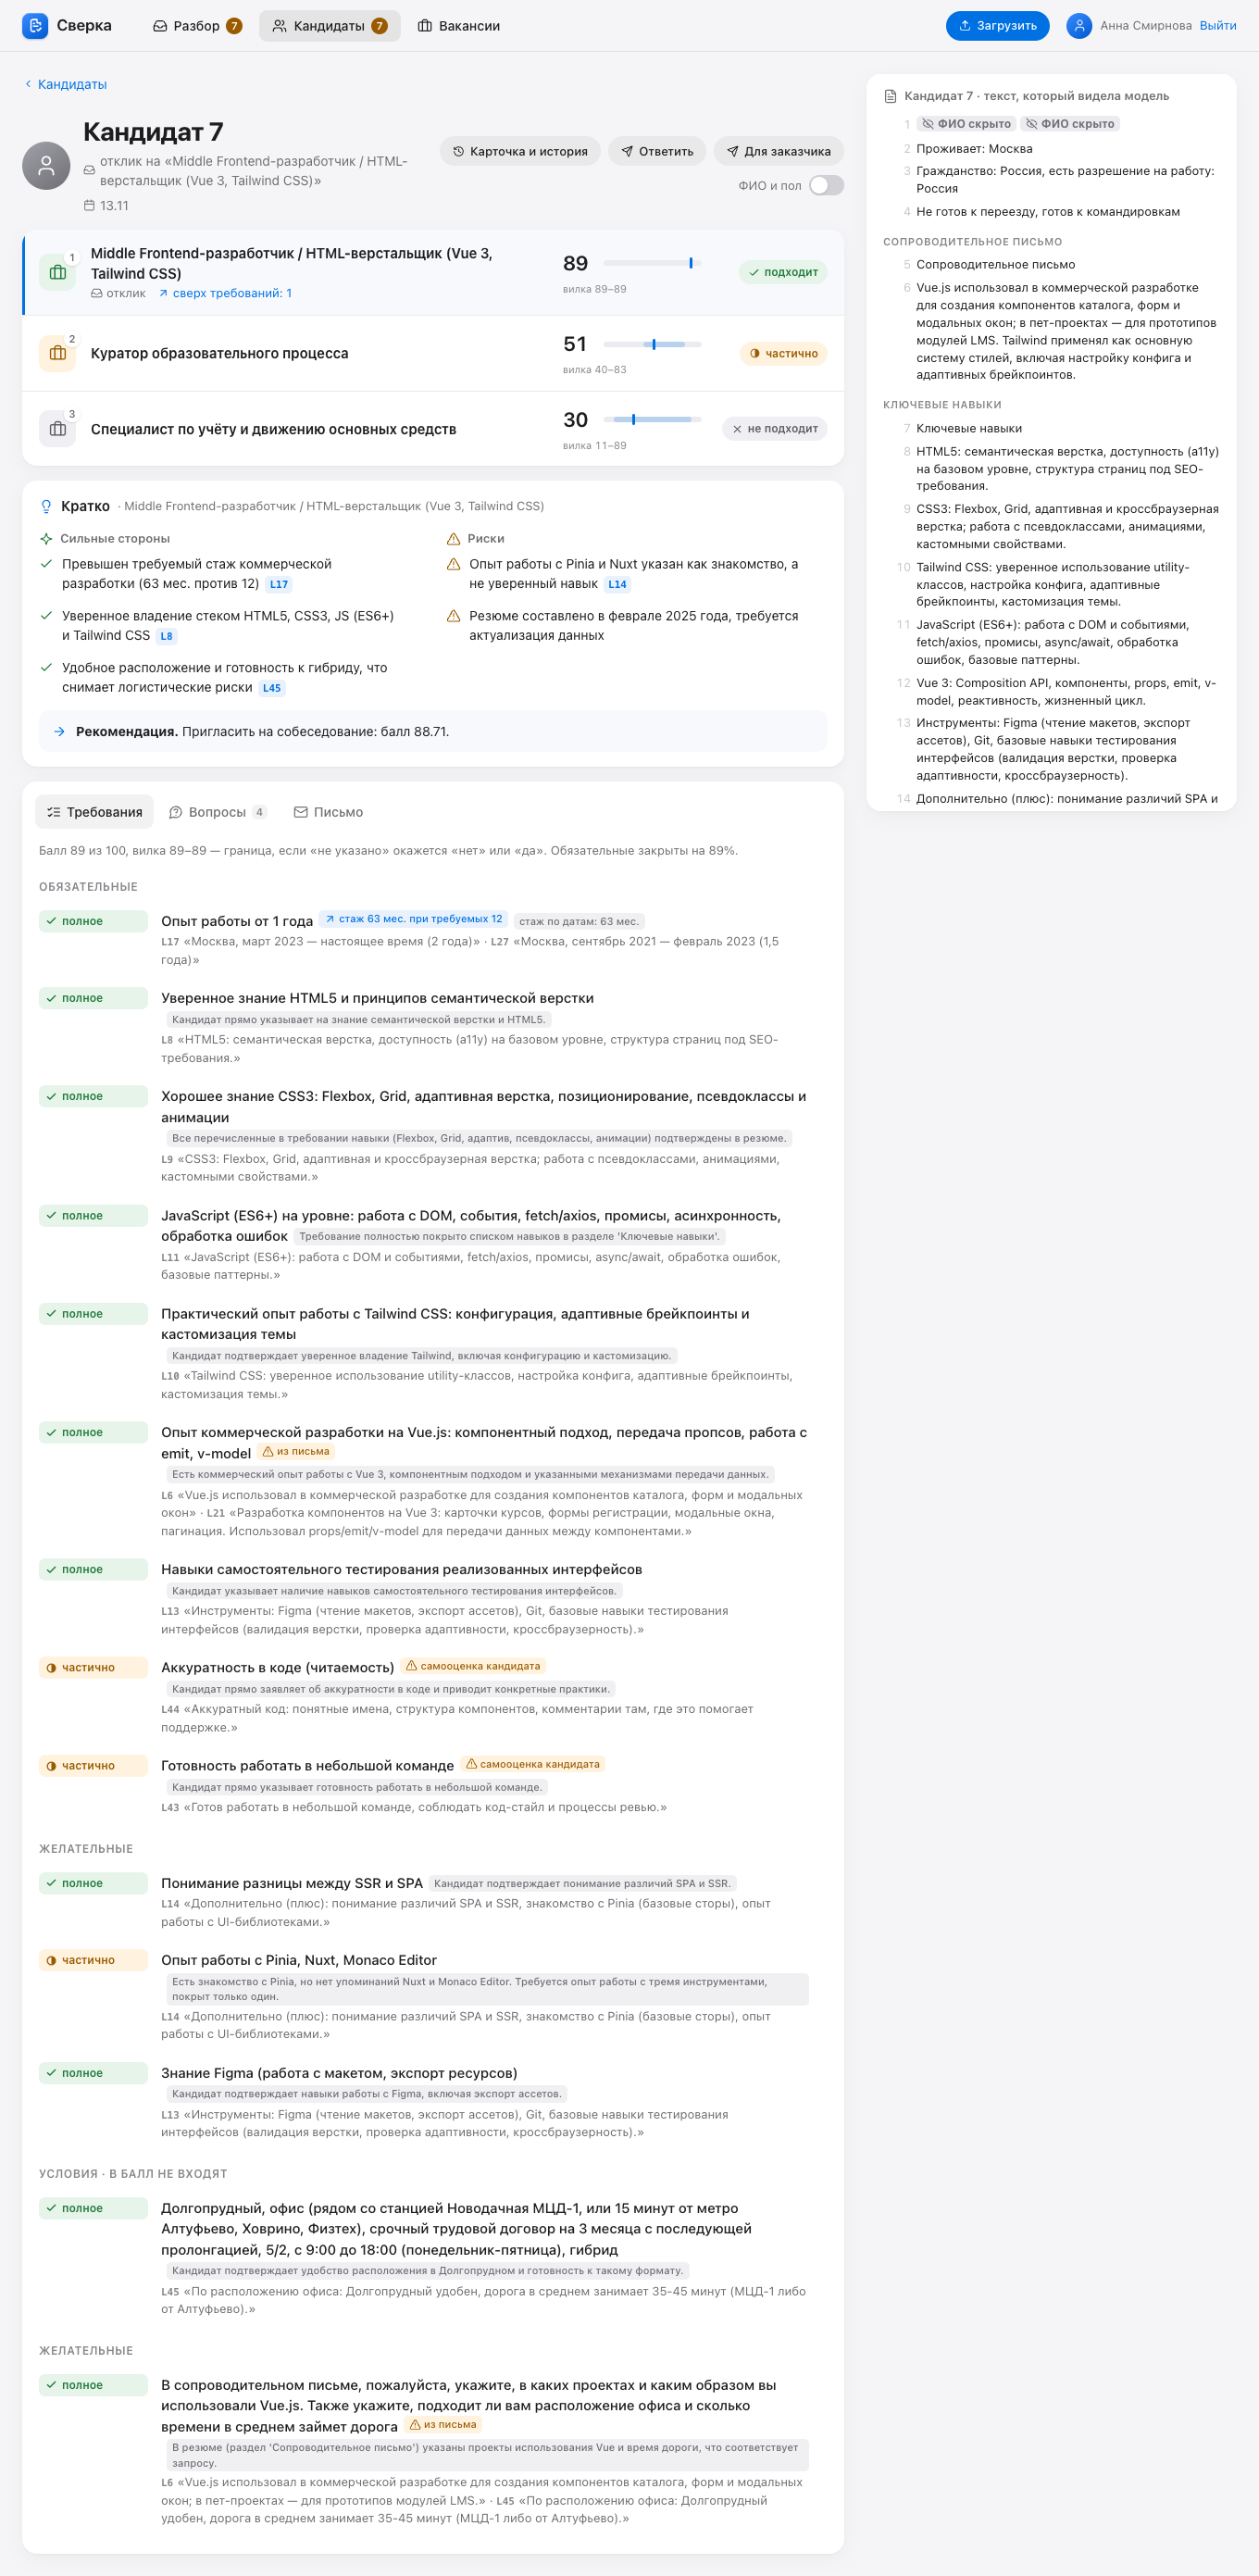 Сверка
Разбор 7
Кандидаты 7
Вакансии
Загрузить
Анна Смирнова Выйти
Кандидаты
Кандидат 7
отклик на «Middle Frontend-разработчик / HTML-
верстальщик (Vue 3, Tailwind CSS)»
13.11
Карточка и история
Ответить
Для заказчика
ФИО и пол
1
Middle Frontend-разработчик / HTML-верстальщик (Vue 3,
Tailwind CSS)
отклик сверх требований: 1
89
вилка 89–89
подходит
2
Куратор образовательного процесса
51
вилка 40–83
частично
3
Специалист по учёту и движению основных средств
30
вилка 11–89
не подходит
Кратко · Middle Frontend-разработчик / HTML-верстальщик (Vue 3, Tailwind CSS)
Сильные стороны
Превышен требуемый стаж коммерческой
разработки (63 мес. против 12) L17
Уверенное владение стеком HTML5, CSS3, JS (ES6+)
и Tailwind CSS L8
Удобное расположение и готовность к гибриду, что
снимает логистические риски L45
Риски
Опыт работы с Pinia и Nuxt указан как знакомство, а
не уверенный навык L14
Резюме составлено в феврале 2025 года, требуется
актуализация данных
Рекомендация. Пригласить на собеседование: балл 88.71.
Требования
Вопросы 4
Письмо
Балл 89 из 100, вилка 89–89 — граница, если «не указано» окажется «нет» или «да». Обязательные закрыты на 89%.
ОБЯЗАТЕЛЬНЫЕ
полное
Опыт работы от 1 года стаж 63 мес. при требуемых 12 стаж по датам: 63 мес.
L17 «Москва, март 2023 — настоящее время (2 года)» · L27 «Москва, сентябрь 2021 — февраль 2023 (1,5
года)»
полное
Уверенное знание HTML5 и принципов семантической верстки
Кандидат прямо указывает на знание семантической верстки и HTML5.
L8 «HTML5: семантическая верстка, доступность (a11y) на базовом уровне, структура страниц под SEO-
требования.»
полное
Хорошее знание CSS3: Flexbox, Grid, адаптивная верстка, позиционирование, псевдоклассы и
анимации
Все перечисленные в требовании навыки (Flexbox, Grid, адаптив, псевдоклассы, анимации) подтверждены в резюме.
L9 «CSS3: Flexbox, Grid, адаптивная и кроссбраузерная верстка; работа с псевдоклассами, анимациями,
кастомными свойствами.»
полное
JavaScript (ES6+) на уровне: работа с DOM, события, fetch/axios, промисы, асинхронность,
обработка ошибок Требование полностью покрыто списком навыков в разделе 'Ключевые навыки'.
L11 «JavaScript (ES6+): работа с DOM и событиями, fetch/axios, промисы, async/await, обработка ошибок,
базовые паттерны.»
полное
Практический опыт работы с Tailwind CSS: конфигурация, адаптивные брейкпоинты и
кастомизация темы
Кандидат подтверждает уверенное владение Tailwind, включая конфигурацию и кастомизацию.
L10 «Tailwind CSS: уверенное использование utility-классов, настройка конфига, адаптивные брейкпоинты,
кастомизация темы.»
полное
Опыт коммерческой разработки на Vue.js: компонентный подход, передача пропсов, работа с
emit, v-model из письма
Есть коммерческий опыт работы с Vue 3, компонентным подходом и указанными механизмами передачи данных.
L6 «Vue.js использовал в коммерческой разработке для создания компонентов каталога, форм и модальных
окон» · L21 «Разработка компонентов на Vue 3: карточки курсов, формы регистрации, модальные окна,
пагинация. Использовал props/emit/v-model для передачи данных между компонентами.»
полное
Навыки самостоятельного тестирования реализованных интерфейсов
Кандидат указывает наличие навыков самостоятельного тестирования интерфейсов.
L13 «Инструменты: Figma (чтение макетов, экспорт ассетов), Git, базовые навыки тестирования
интерфейсов (валидация верстки, проверка адаптивности, кроссбраузерность).»
частично
Аккуратность в коде (читаемость) самооценка кандидата
Кандидат прямо заявляет об аккуратности в коде и приводит конкретные практики.
L44 «Аккуратный код: понятные имена, структура компонентов, комментарии там, где это помогает
поддержке.»
частично
Готовность работать в небольшой команде самооценка кандидата
Кандидат прямо указывает готовность работать в небольшой команде.
L43 «Готов работать в небольшой команде, соблюдать код-стайл и процессы ревью.»
ЖЕЛАТЕЛЬНЫЕ
полное
Понимание разницы между SSR и SPA Кандидат подтверждает понимание различий SPA и SSR.
L14 «Дополнительно (плюс): понимание различий SPA и SSR, знакомство с Pinia (базовые сторы), опыт
работы с UI-библиотеками.»
частично
Опыт работы с Pinia, Nuxt, Monaco Editor
Есть знакомство с Pinia, но нет упоминаний Nuxt и Monaco Editor. Требуется опыт работы с тремя инструментами,
покрыт только один.
L14 «Дополнительно (плюс): понимание различий SPA и SSR, знакомство с Pinia (базовые сторы), опыт
работы с UI-библиотеками.»
полное
Знание Figma (работа с макетом, экспорт ресурсов)
Кандидат подтверждает навыки работы с Figma, включая экспорт ассетов.
L13 «Инструменты: Figma (чтение макетов, экспорт ассетов), Git, базовые навыки тестирования
интерфейсов (валидация верстки, проверка адаптивности, кроссбраузерность).»
УСЛОВИЯ · В БАЛЛ НЕ ВХОДЯТ
полное
Долгопрудный, офис (рядом со станцией Новодачная МЦД-1, или 15 минут от метро
Алтуфьево, Ховрино, Физтех), срочный трудовой договор на 3 месяца с последующей
пролонгацией, 5/2, с 9:00 до 18:00 (понедельник-пятница), гибрид
Кандидат подтверждает удобство расположения в Долгопрудном и готовность к такому формату.
L45 «По расположению офиса: Долгопрудный удобен, дорога в среднем занимает 35-45 минут (МЦД-1 либо
от Алтуфьево).»
ЖЕЛАТЕЛЬНЫЕ
полное
В сопроводительном письме, пожалуйста, укажите, в каких проектах и каким образом вы
использовали Vue.js. Также укажите, подходит ли вам расположение офиса и сколько
времени в среднем займет дорога из письма
В резюме (раздел 'Сопроводительное письмо') указаны проекты использования Vue и время дороги, что соответствует
запросу.
L6 «Vue.js использовал в коммерческой разработке для создания компонентов каталога, форм и модальных
окон; в пет-проектах — для прототипов модулей LMS.» · L45 «По расположению офиса: Долгопрудный
удобен, дорога в среднем занимает 35-45 минут (МЦД-1 либо от Алтуфьево).»
Кандидат 7 · текст, который видела модель
1 ФИО скрыто ФИО скрыто
2 Проживает: Москва
3 Гражданство: Россия, есть разрешение на работу:
Россия
4 Не готов к переезду, готов к командировкам
СОПРОВОДИТЕЛЬНОЕ ПИСЬМО
5 Сопроводительное письмо
6 Vue.js использовал в коммерческой разработке
для создания компонентов каталога, форм и
модальных окон; в пет-проектах — для прототипов
модулей LMS. Tailwind применял как основную
систему стилей, включая настройку конфига и
адаптивных брейкпоинтов.
КЛЮЧЕВЫЕ НАВЫКИ
7 Ключевые навыки
8 HTML5: семантическая верстка, доступность (a11y)
на базовом уровне, структура страниц под SEO-
требования.
9 CSS3: Flexbox, Grid, адаптивная и кроссбраузерная
верстка; работа с псевдоклассами, анимациями,
кастомными свойствами.
10 Tailwind CSS: уверенное использование utility-
классов, настройка конфига, адаптивные
брейкпоинты, кастомизация темы.
11 JavaScript (ES6+): работа с DOM и событиями,
fetch/axios, промисы, async/await, обработка
ошибок, базовые паттерны.
12 Vue 3: Composition API, компоненты, props, emit, v-
model, реактивность, жизненный цикл.
13 Инструменты: Figma (чтение макетов, экспорт
ассетов), Git, базовые навыки тестирования
интерфейсов (валидация верстки, проверка
адаптивности, кроссбраузерность).
14 Дополнительно (плюс): понимание различий SPA и